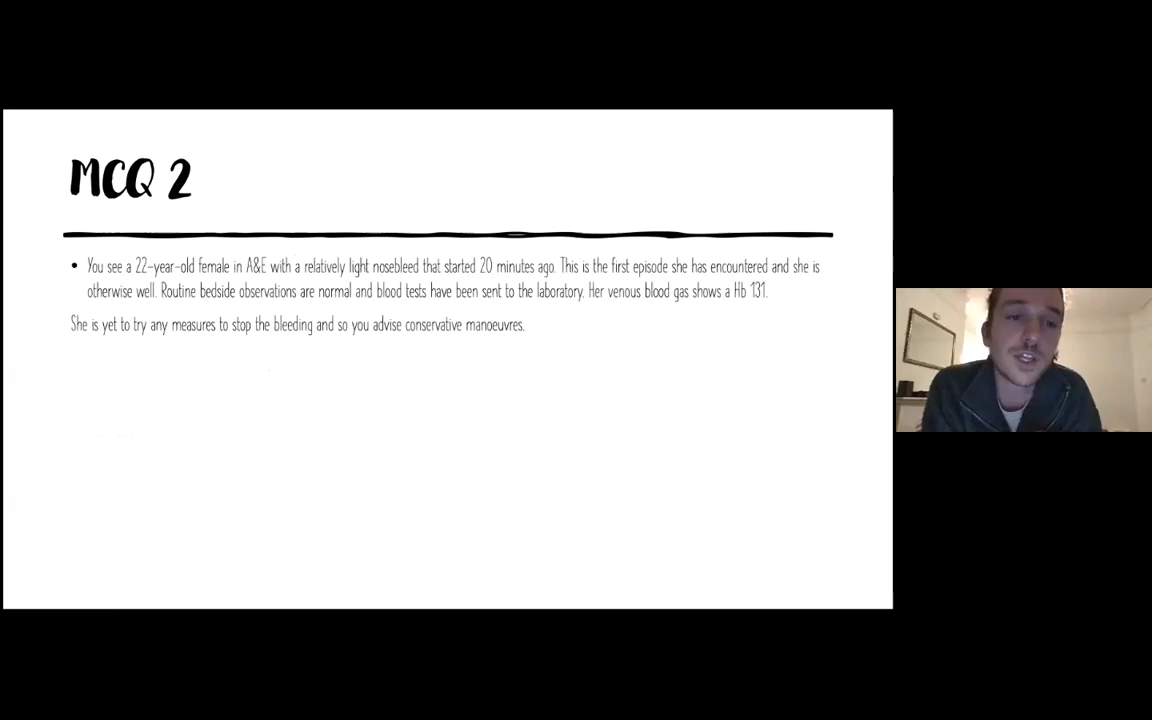 MCQ 2
• You see a 22-year-old female in A&E with a relatively light nosebleed that started 20 minutes ago. This is the first episode she has encountered and she is
otherwise well. Routine bedside observations are normal and blood tests have been sent to the laboratory. Her venous blood gas shows a Hb 131.
She is yet to try any measures to stop the bleeding and so you advise conservative manoeuvres.